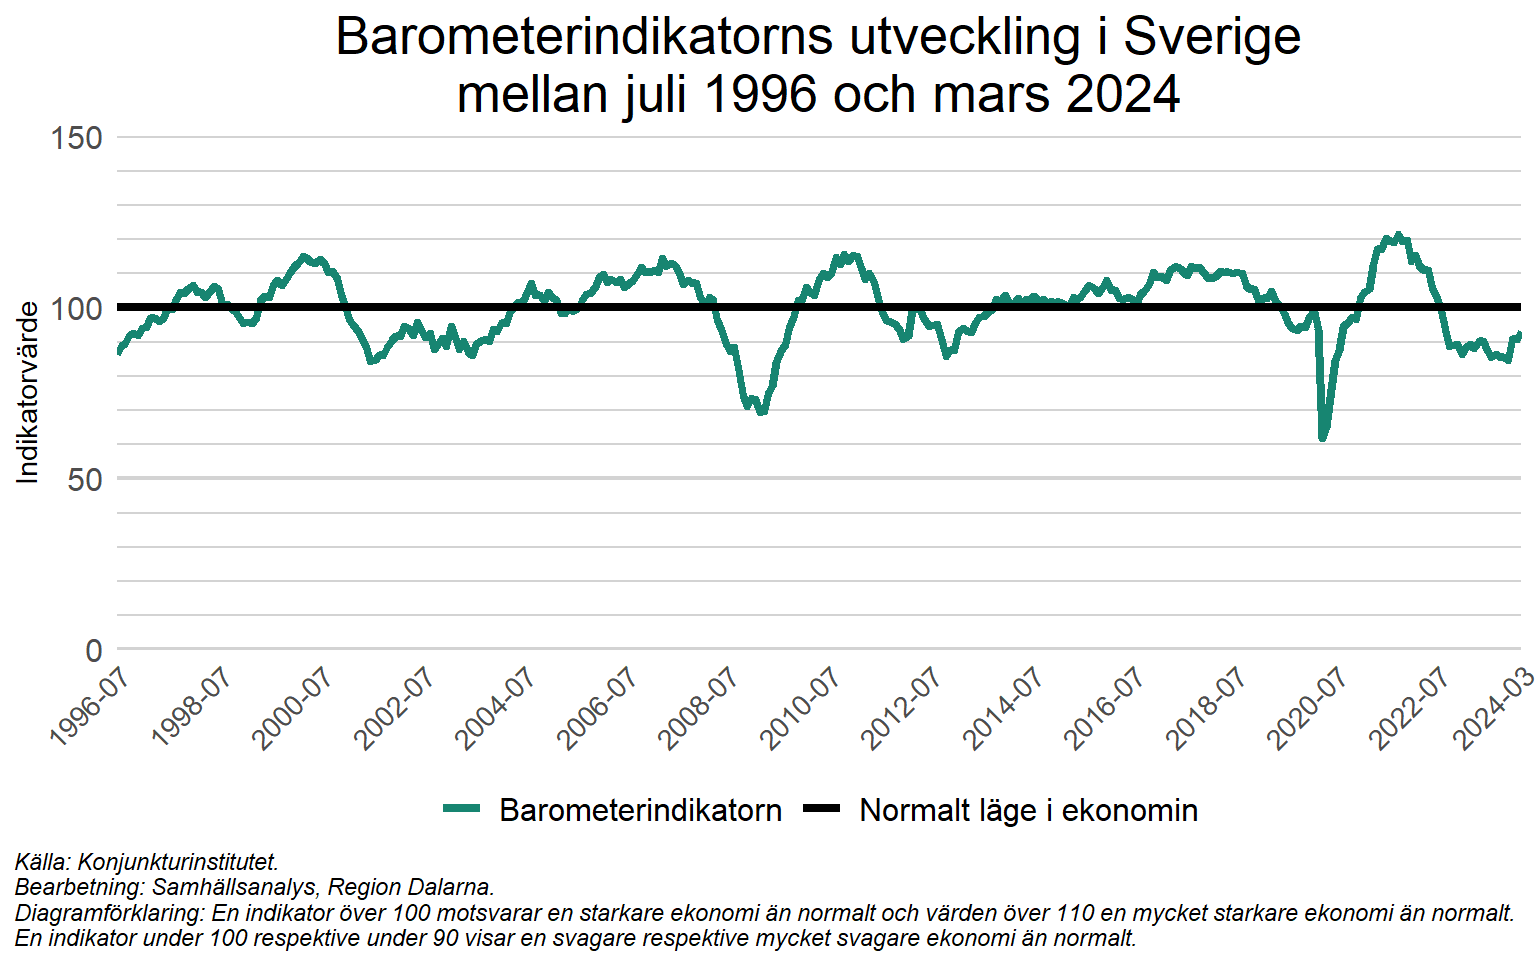 Barometerindikatorns utveckling i Sverige
mellan juli 1996 och mars 2024
150
100
50
0
Indikatorvärde
1996-07
1998-07
2000-07
2002-07
2004-07
2006-07
2008-07
2010-07
2012-07
2014-07
2016-07
2018-07
2020-07
2022-07
2024-03
Barometerindikatorn
Normalt läge i ekonomin
Källa: Konjunkturinstitutet.
Bearbetning: Samhällsanalys, Region Dalarna.
Diagramförklaring: En indikator över 100 motsvarar en starkare ekonomi än normalt och värden över 110 en mycket starkare ekonomi än normalt.
En indikator under 100 respektive under 90 visar en svagare respektive mycket svagare ekonomi än normalt.